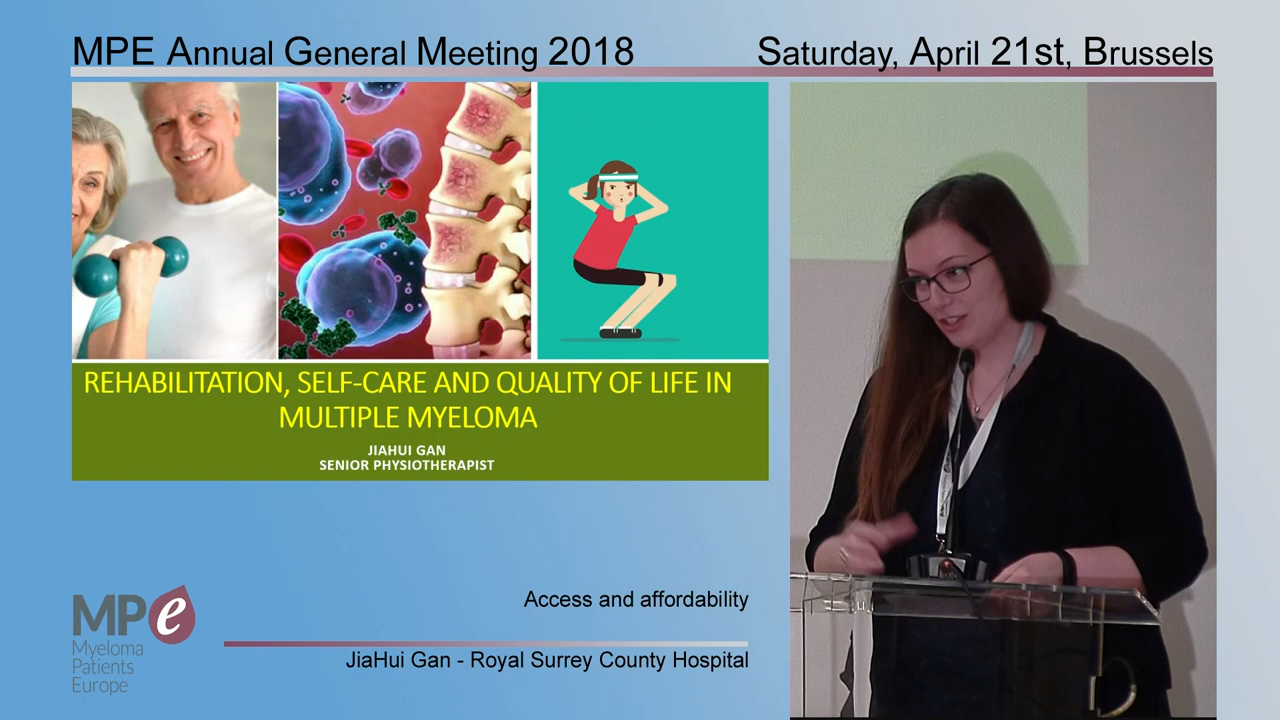 MPE Annual General Meeting 2018
Saturday, April 21st, Brussels
REHABILITATION, SELF-CARE AND QUALITY OF LIFE IN
MULTIPLE MYELOMA
JIAHUI GAN
SENIOR PHYSIOTHERAPIST
Access and affordability
JiaHui Gan - Royal Surrey County Hospital
MPe
Myeloma
Patients
Europe